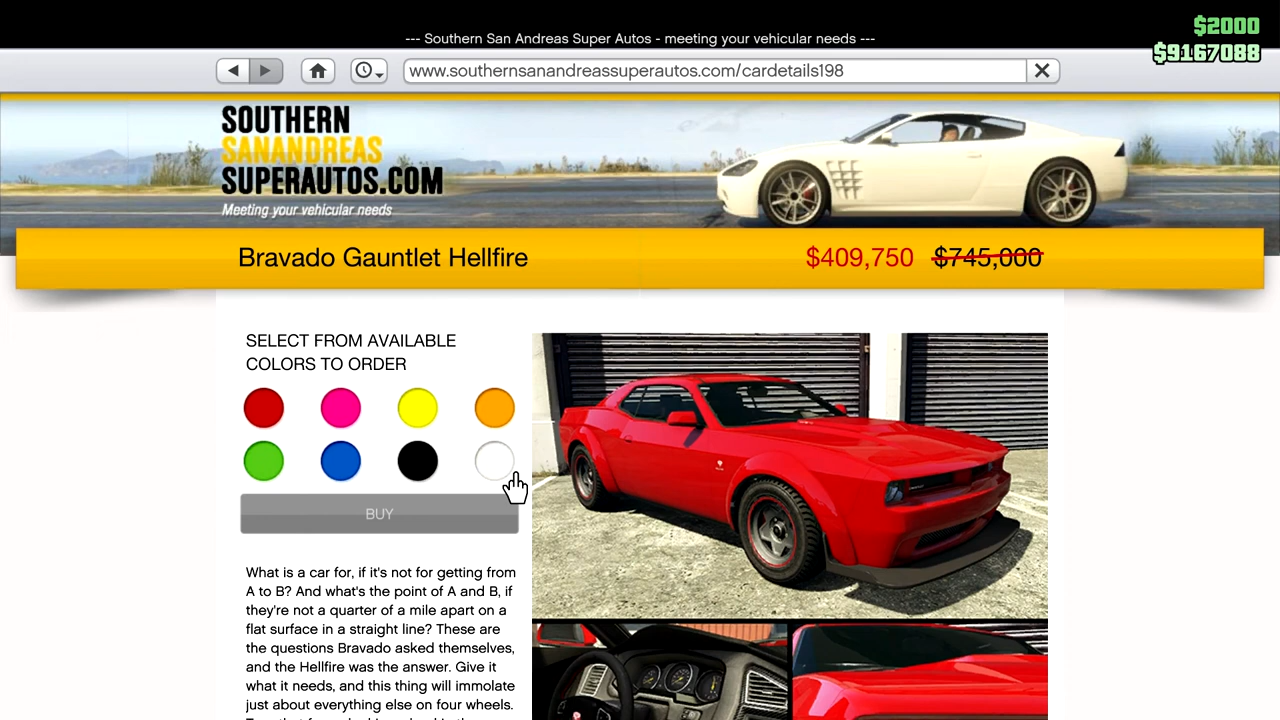 $2000
--- Southern San Andreas Super Autos - meeting your vehicular needs ---
$9167088
www.southernsanandreassuperautos.com/cardetails198
SOUTHERN
SANANDREAS
SUPERAUTOS.COM
Meeting your vehicular needs
Bravado Gauntlet Hellfire
$409,750 $745,000
SELECT FROM AVAILABLE
COLORS TO ORDER
BUY
What is a car for, if it's not for getting from
A to B? And what's the point of A and B, if
they're not a quarter of a mile apart on a
flat surface in a straight line? These are
the questions Bravado asked themselves,
and the Hellfire was the answer. Give it
what it needs, and this thing will immolate
just about everything else on four wheels.